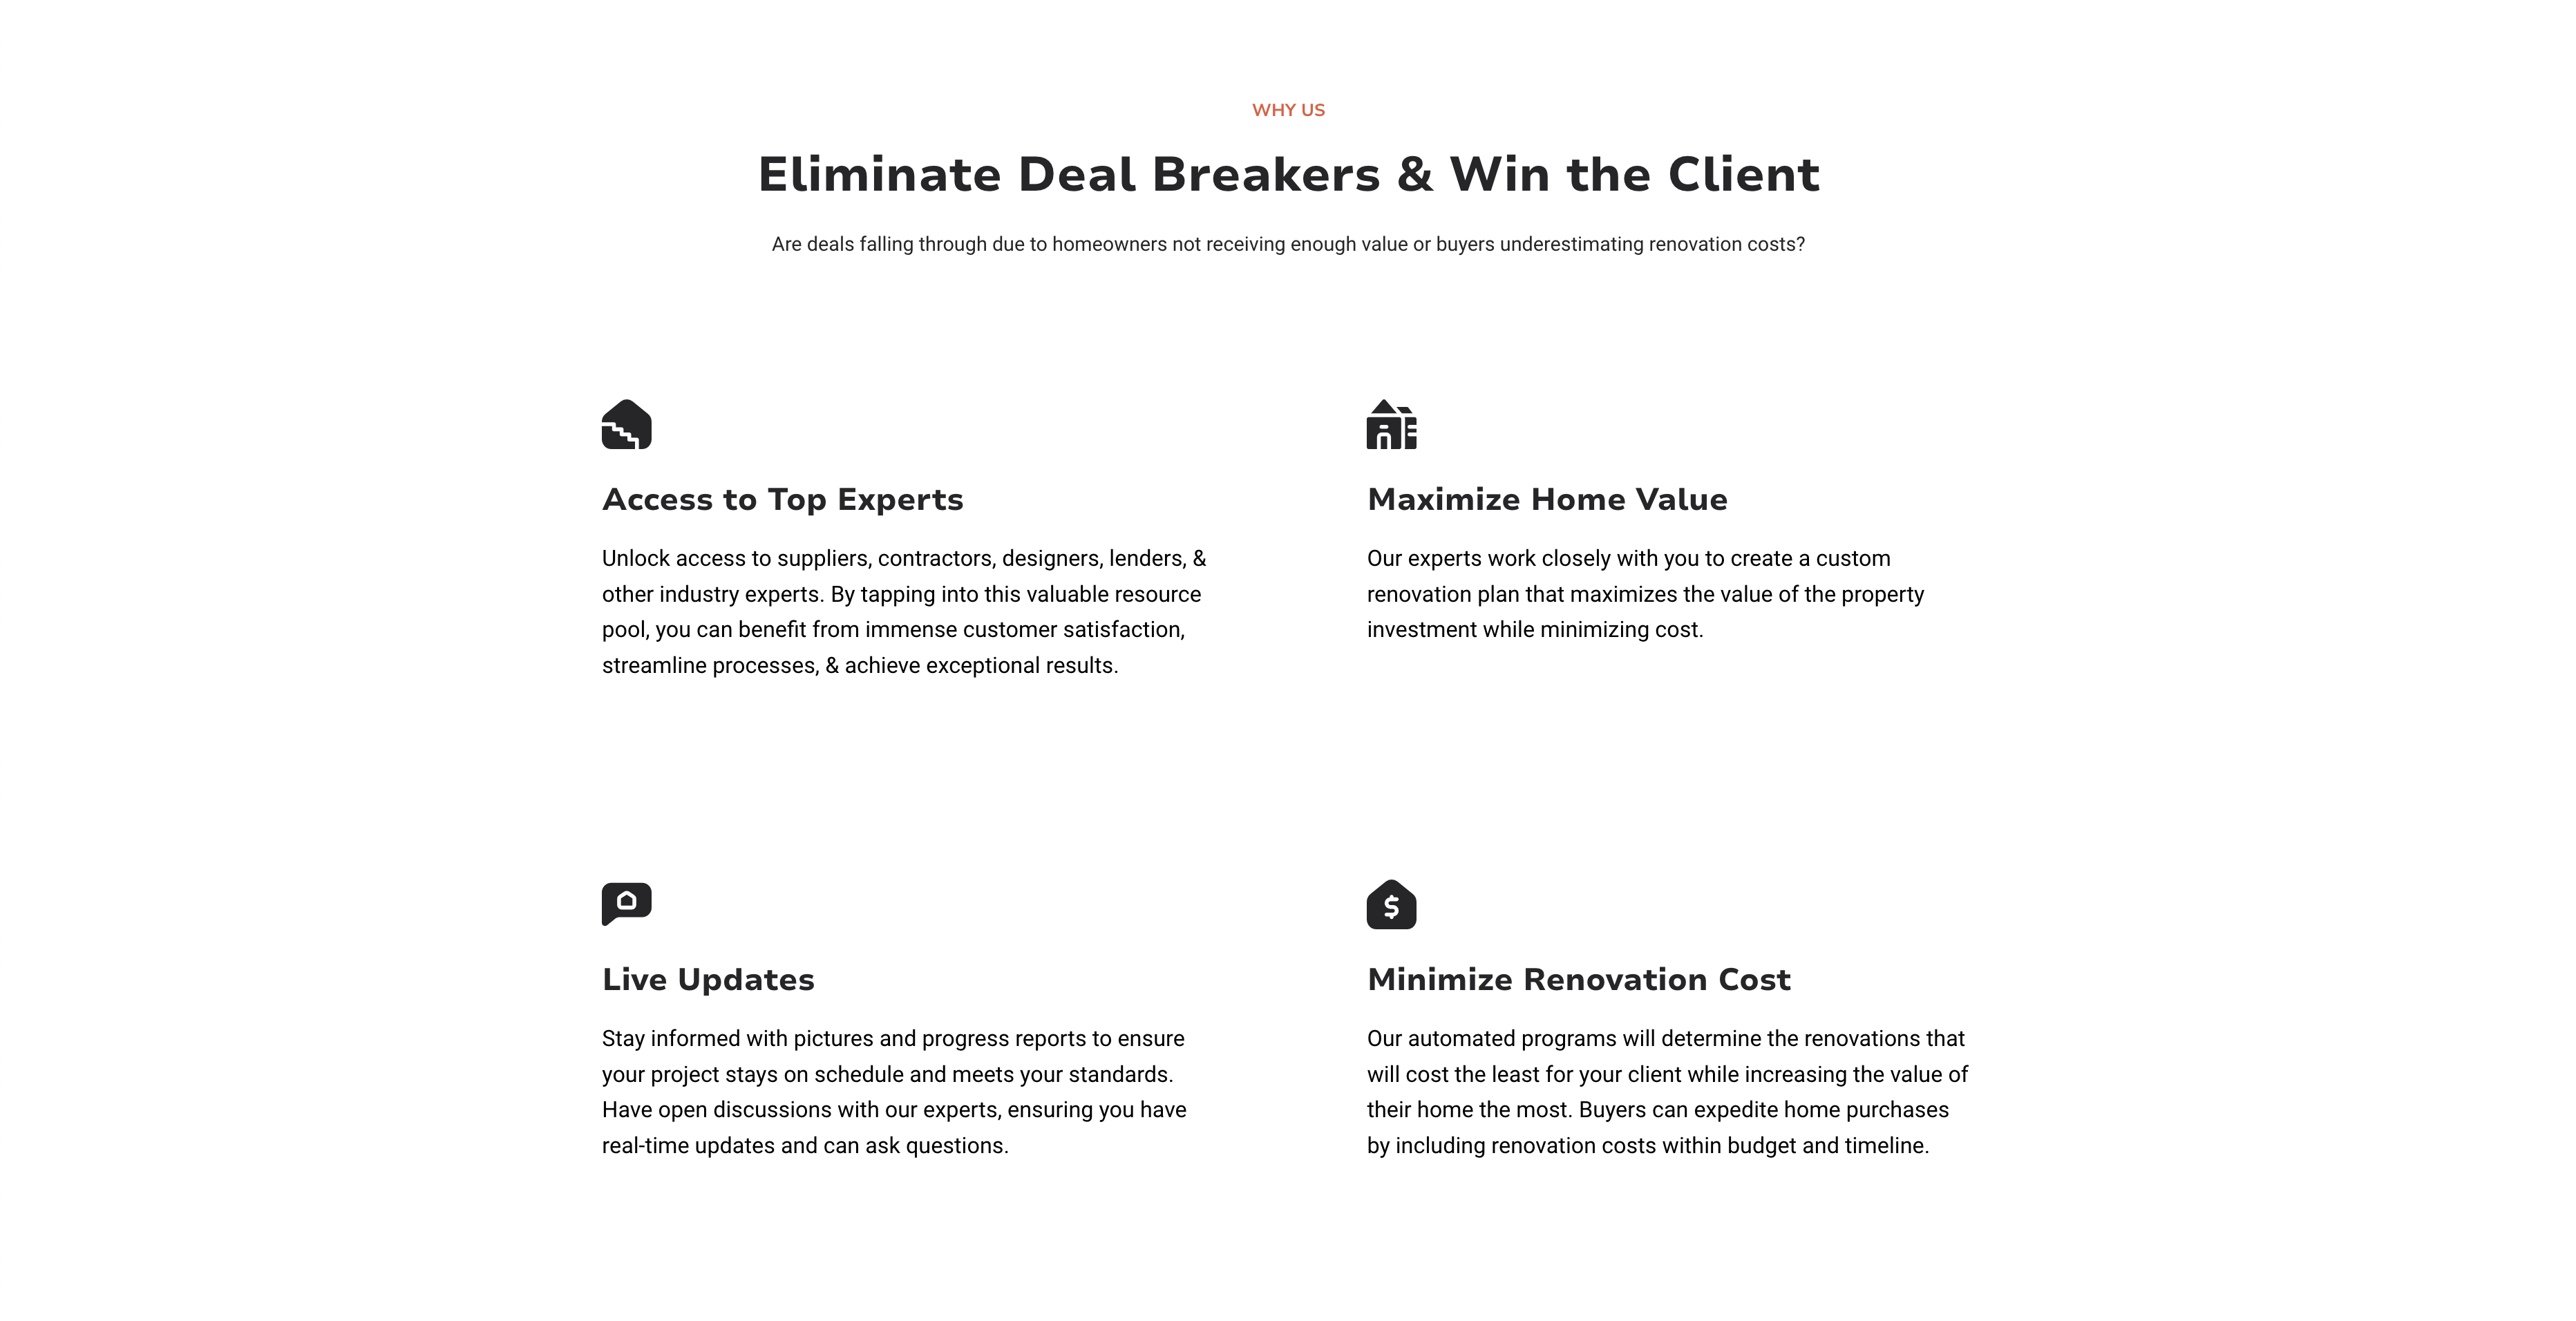 WHY US
Eliminate Deal Breakers & Win the Client
Are deals falling through due to homeowners not receiving enough value or buyers underestimating renovation costs?
Access to Top Experts
Unlock access to suppliers, contractors, designers, lenders, &
other industry experts. By tapping into this valuable resource
pool, you can benefit from immense customer satisfaction,
streamline processes, & achieve exceptional results.
Maximize Home Value
Our experts work closely with you to create a custom
renovation plan that maximizes the value of the property
investment while minimizing cost.
Live Updates
Stay informed with pictures and progress reports to ensure
your project stays on schedule and meets your standards.
Have open discussions with our experts, ensuring you have
real-time updates and can ask questions.
$
Minimize Renovation Cost
Our automated programs will determine the renovations that
will cost the least for your client while increasing the value of
their home the most. Buyers can expedite home purchases
by including renovation costs within budget and timeline.